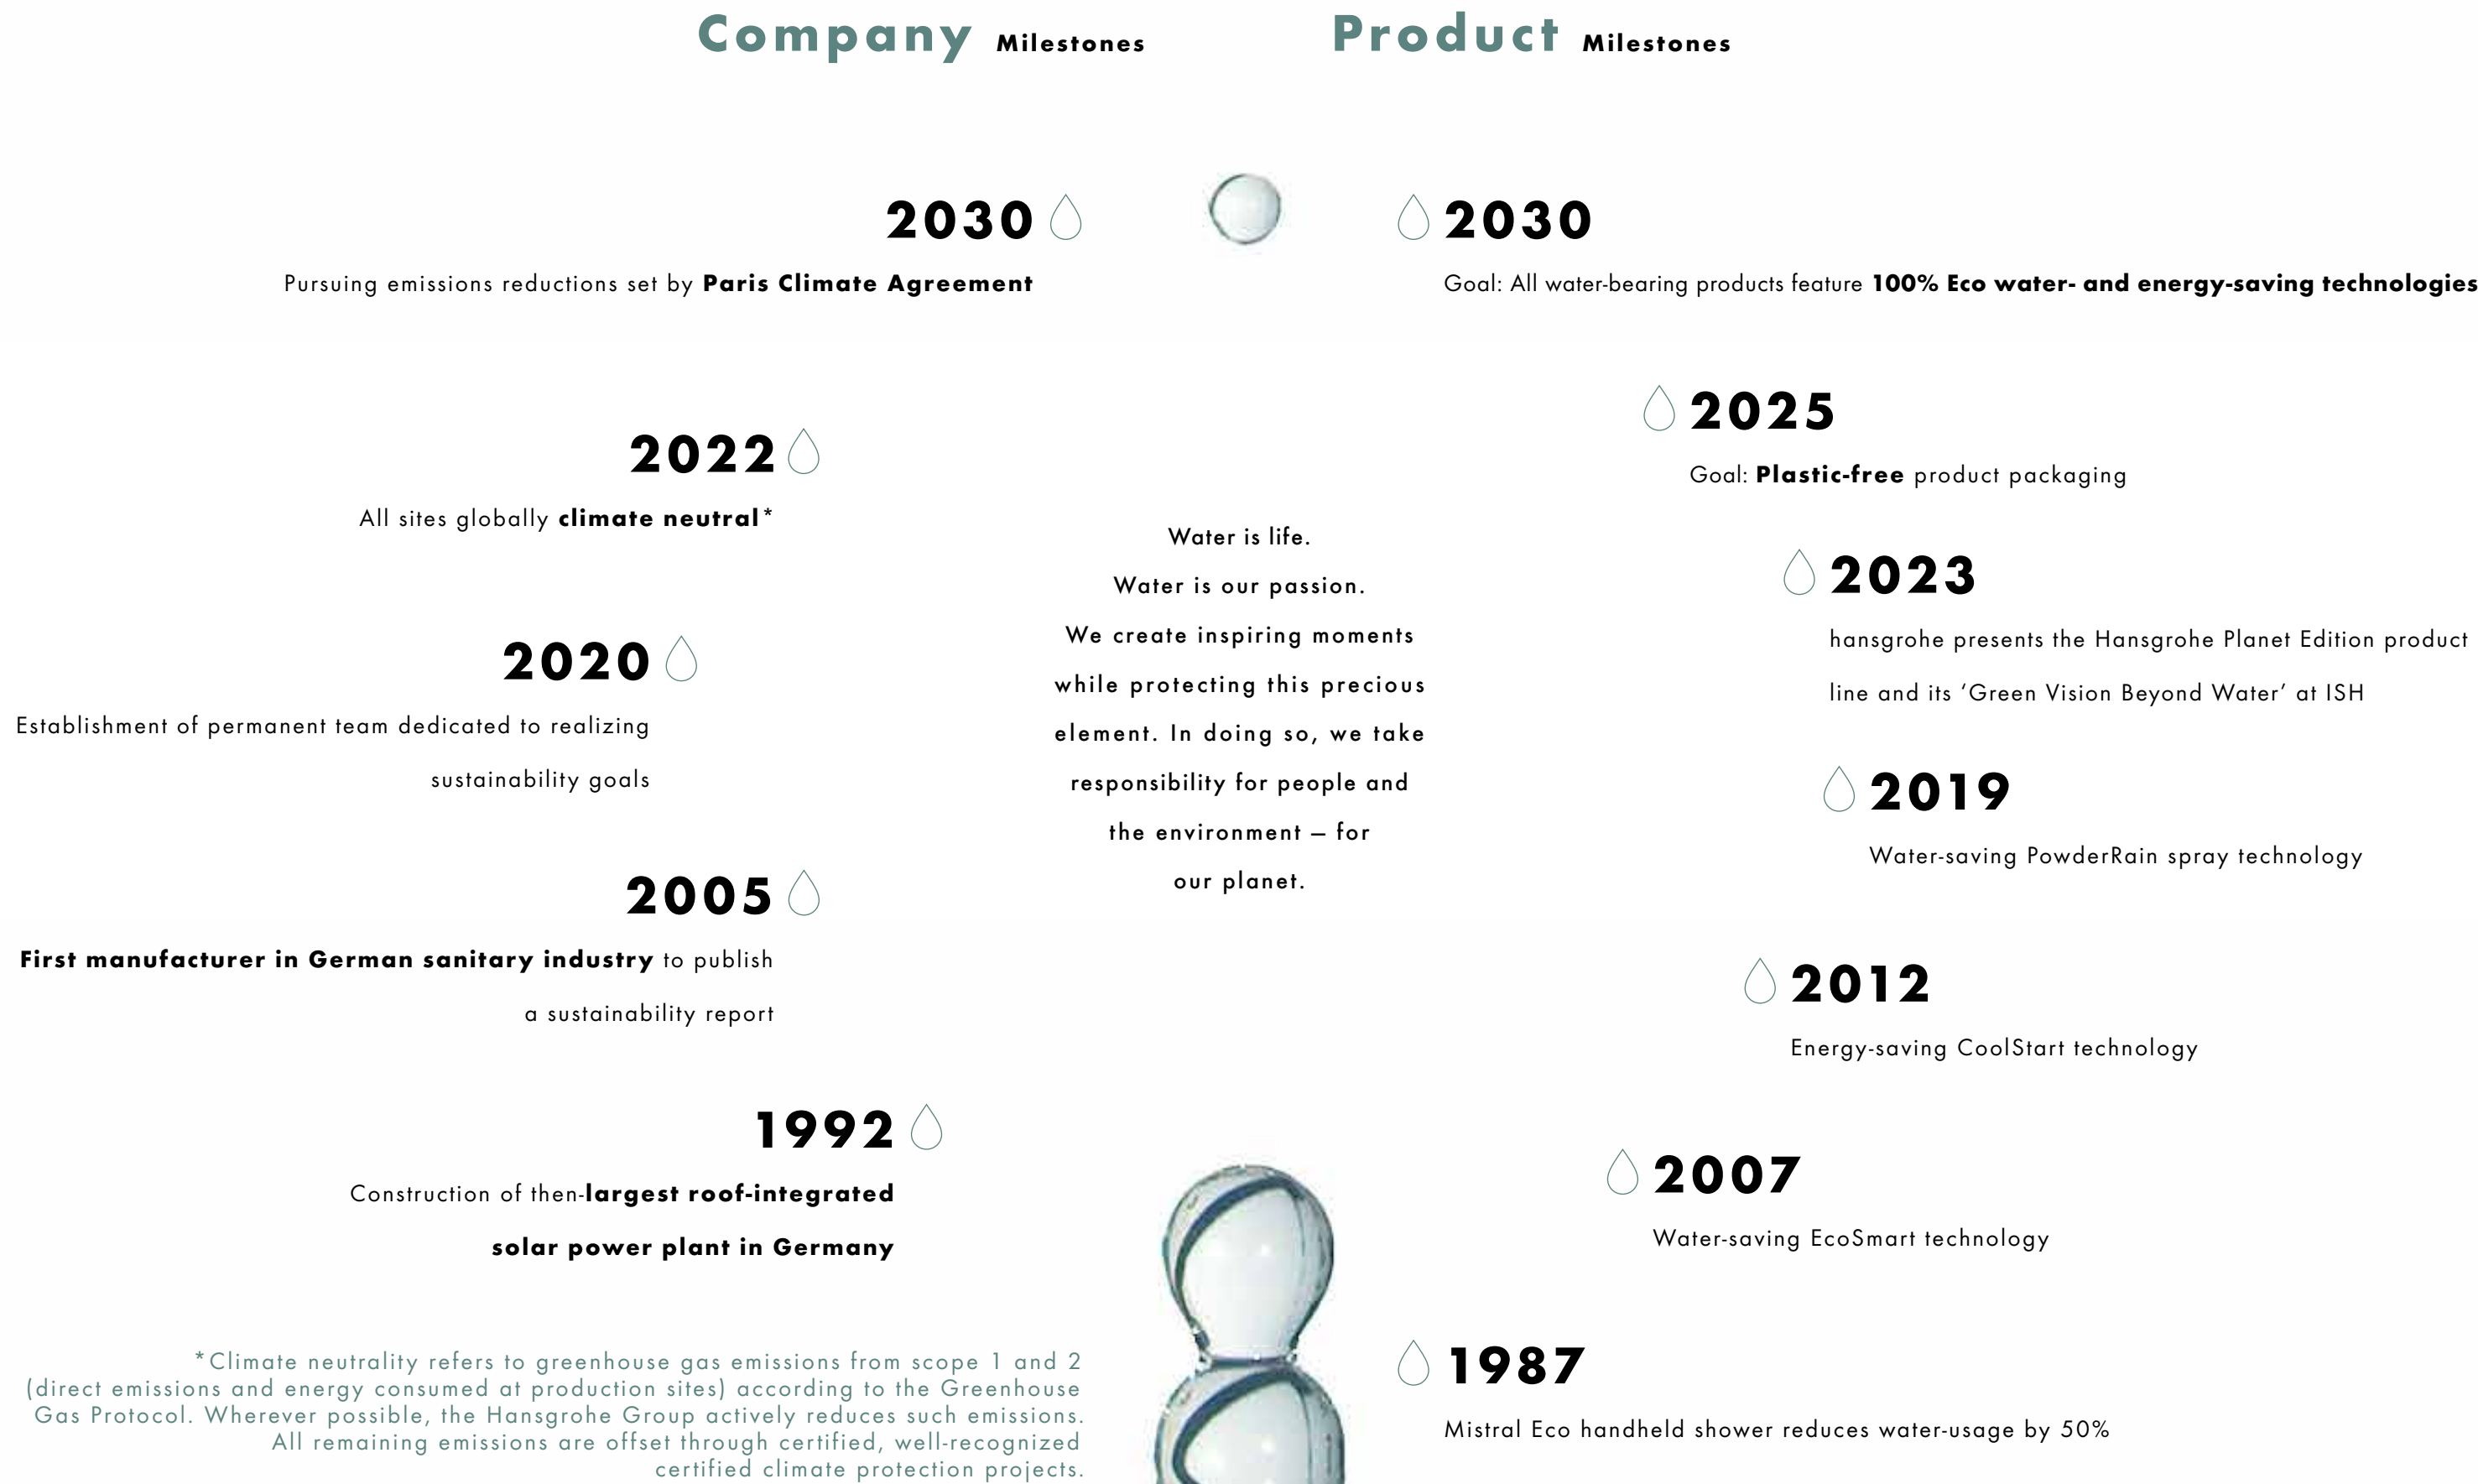 Company Milestones
2030
Pursuing emissions reductions set by Paris Climate Agreement
2022
All sites globally climate neutral*
2020
Establishment of permanent team dedicated to realizing
sustainability goals
2005
First manufacturer in German sanitary industry to publish
a sustainability report
1992
Construction of then-largest roof-integrated
solar power plant in Germany
*Climate neutrality refers to greenhouse gas emissions from scope 1 and 2
(direct emissions and energy consumed at production sites) according to the Greenhouse
Gas Protocol. Wherever possible, the Hansgrohe Group actively reduces such emissions.
All remaining emissions are offset through certified, well-recognized
certified climate protection projects.
Water is life.
Water is our passion.
We create inspiring moments
while protecting this precious
element. In doing so, we take
responsibility for people and
the environment – for
our planet.
Product Milestones
2030
Goal: All water-bearing products feature 100% Eco water- and energy-saving technologies
2025
Goal: Plastic-free product packaging
2023
hansgrohe presents the Hansgrohe Planet Edition product
line and its ‘Green Vision Beyond Water’ at ISH
2019
Water-saving PowderRain spray technology
2012
Energy-saving CoolStart technology
2007
Water-saving EcoSmart technology
1987
Mistral Eco handheld shower reduces water-usage by 50%